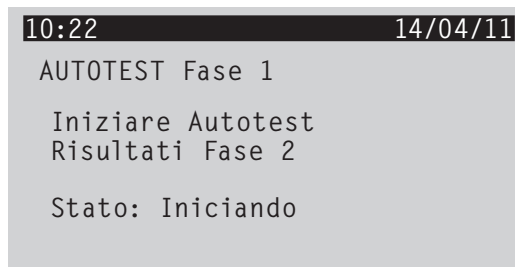 10:22 14/04/11
AUTOTEST Fase 1
Iniziare Autotest
Risultati Fase 2
Stato: Iniciando